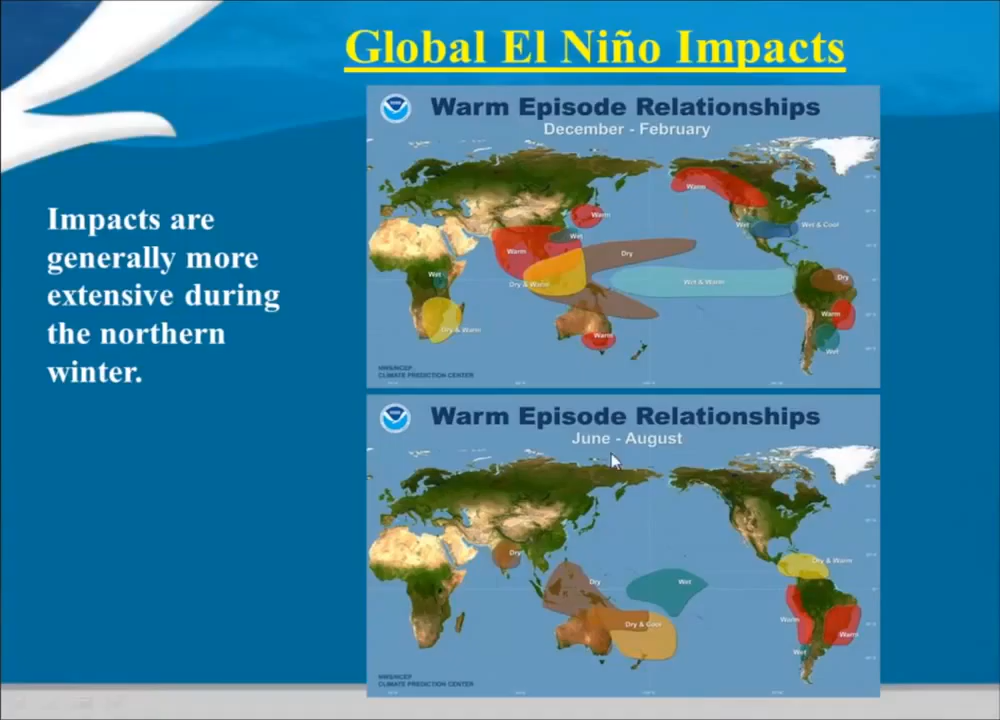 Global El Niño Impacts
Impacts are
generally more
extensive during
the northern
winter.
Warm Episode Relationships
December - February
Warm
Warm
Wet
Wet & Cool
Wet
Warm
Dry
Wet
Dry & Warm
Wet & Warm
Dry
Dry & Warm
Warm
Warm
Wet
NWS/NCEP
CLIMATE PREDICTION CENTER
Warm Episode Relationships
June - August
Dry
Dry & Warm
Dry
Wet
Dry & Cool
Warm
Warm
Wet
NWS/NCEP
CLIMATE PREDICTION CENTER